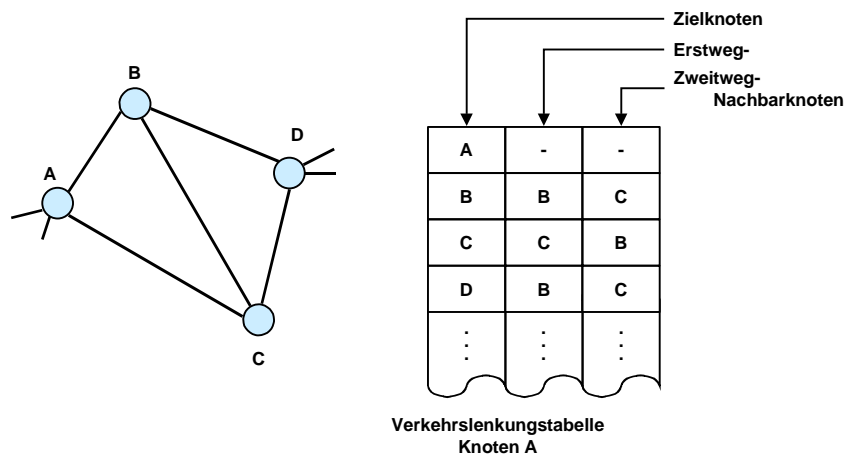 B
D
A
C
Zielknoten
Erstweg-
Zweitweg-
Nachbarknoten
A - -
B B C
C C B
D B C
Verkehrslenkungstabelle
Knoten A